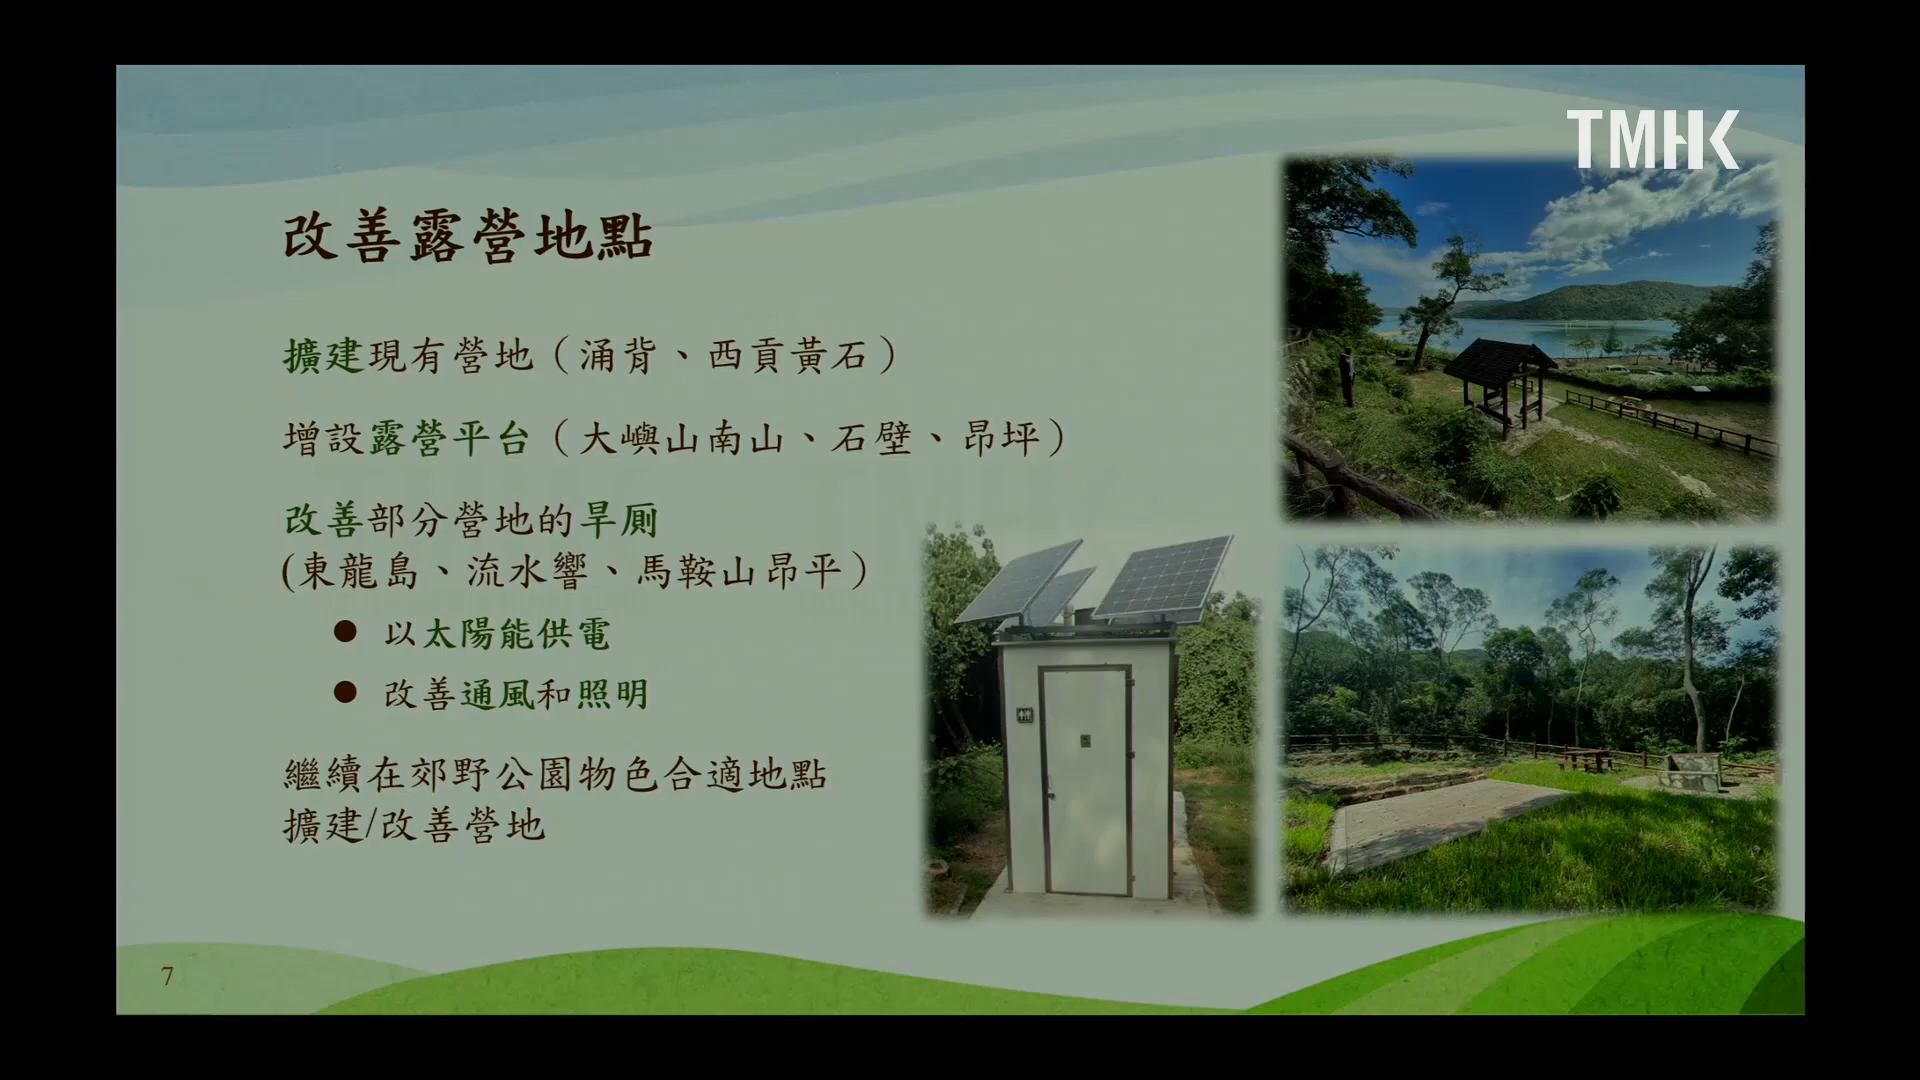 TMHK
改善露營地點
擴建現有營地（涌背、西貢黃石）
增設露營平台（大嶼山南山、石壁、昂坪）
改善部分營地的旱厠
(東龍島、流水響、馬鞍山昂平）
● 以太陽能供電
● 改善通風和照明
繼續在郊野公園物色合適地點
擴建/改善營地
7